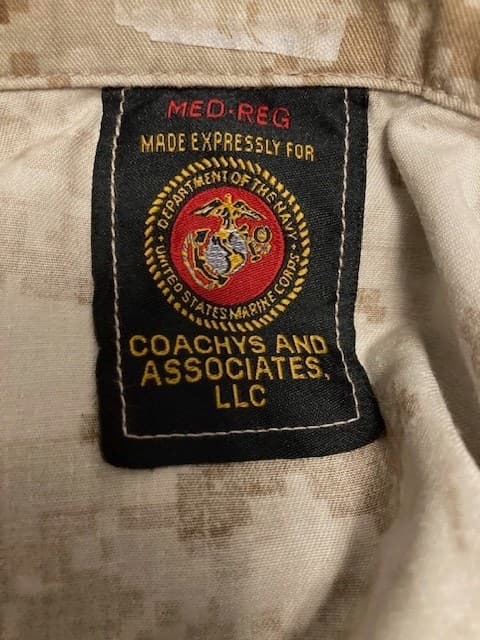 MED-REG
MADE EXPRESSLY FOR
DEPARTMENT OF THE NAVY
UNITED STATES MARINE CORPS
COACHYS AND
ASSOCIATES,
LLC